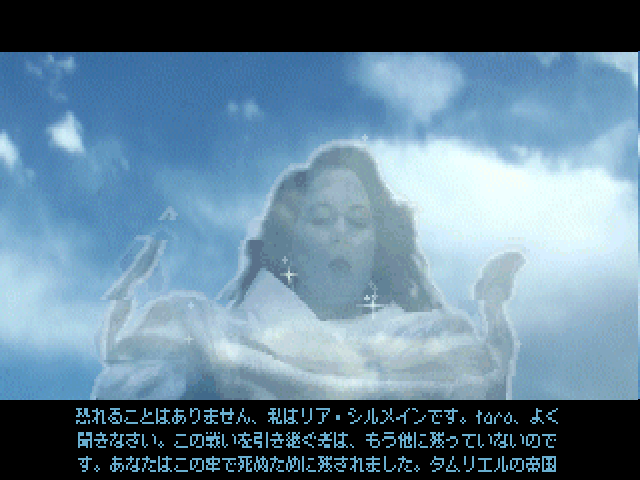 恐れることはありません、私はリア・シルメインです。toro、よく
聞きなさい。この戦いを引き継ぐ者は、もう他に残っていないので
す。あなたはこの牢で死ぬために残されました。タムリエルの帝国